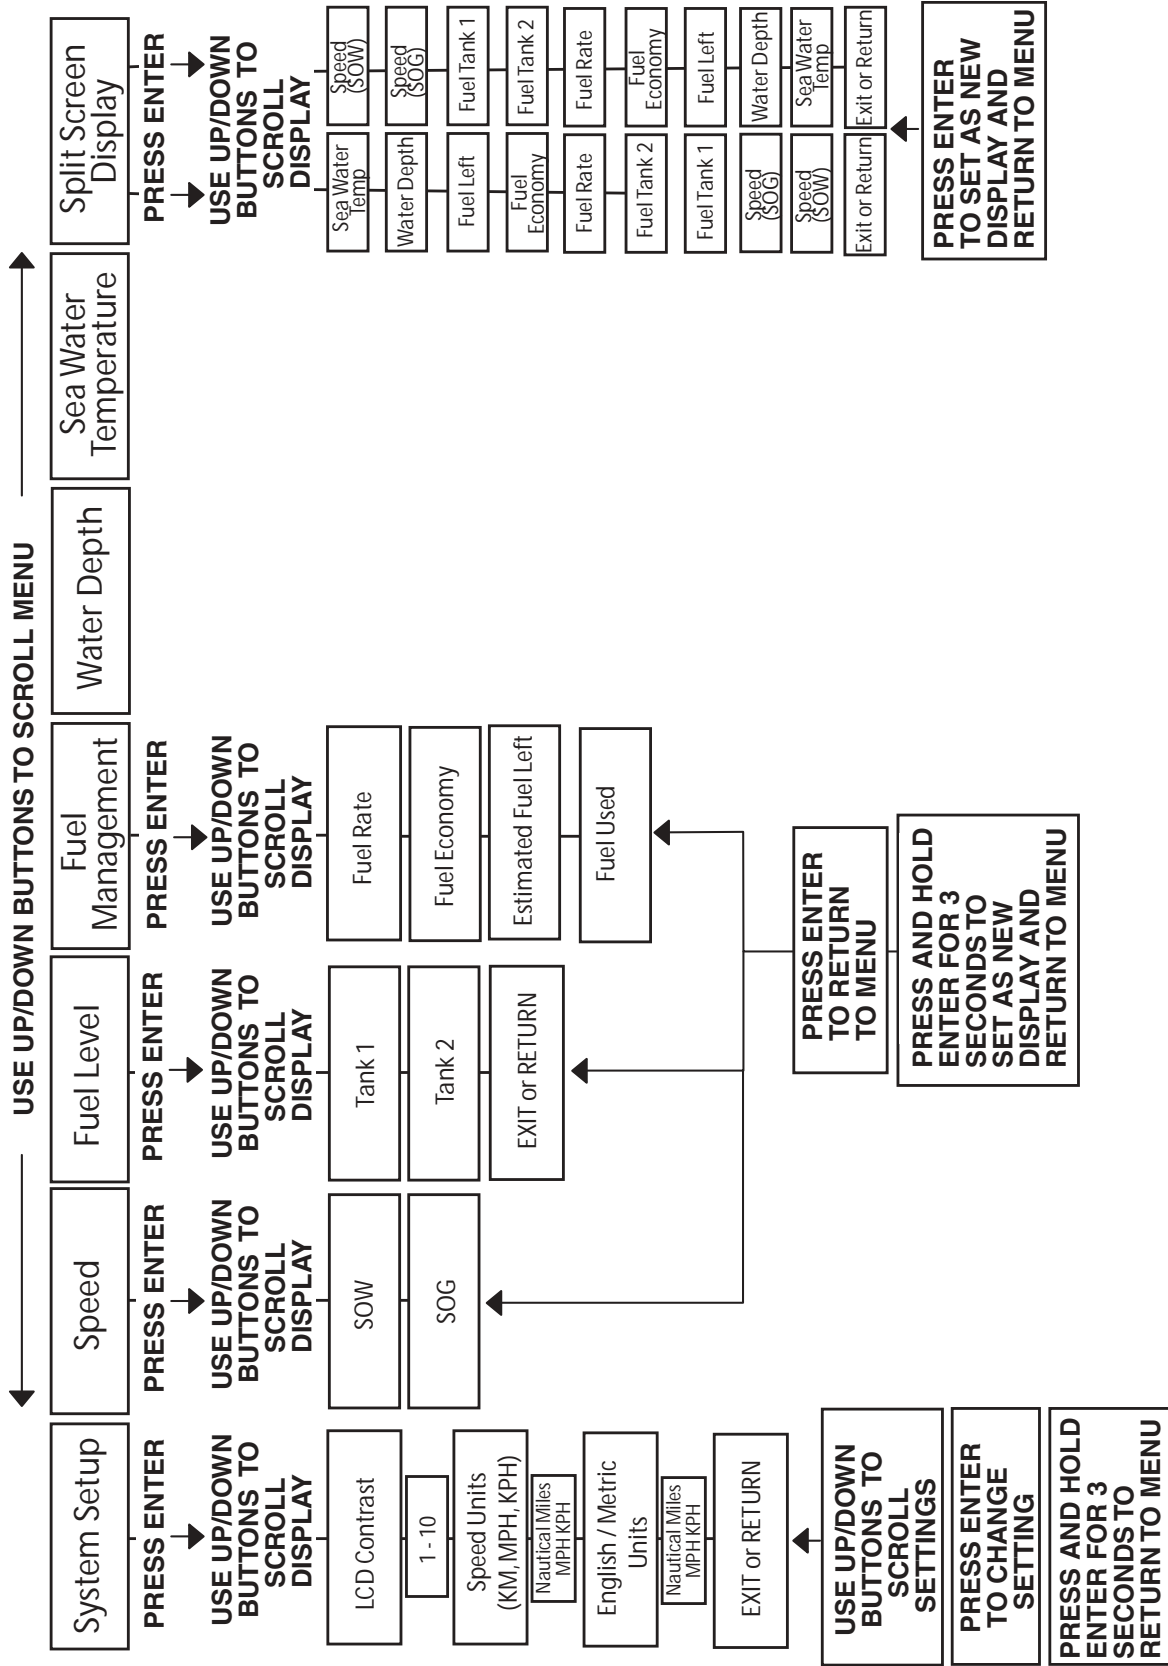 USE UP/DOWN BUTTONS TO SCROLL MENU
System Setup
PRESS ENTER
USE UP/DOWN
BUTTONS TO
SCROLL
DISPLAY
LCD Contrast
1 - 10
Speed Units
(KM, MPH, KPH)
Nautical Miles
MPH KPH
English / Metric
Units
Nautical Miles
MPH KPH
EXIT or RETURN
USE UP/DOWN
BUTTONS TO
SCROLL
SETTINGS
PRESS ENTER
TO CHANGE
SETTING
PRESS AND HOLD
ENTER FOR 3
SECONDS TO
RETURN TO MENU
Speed
PRESS ENTER
USE UP/DOWN
BUTTONS TO
SCROLL
DISPLAY
SOW
SOG
Fuel Level
PRESS ENTER
USE UP/DOWN
BUTTONS TO
SCROLL
DISPLAY
Tank 1
Tank 2
EXIT or RETURN
Fuel
Management
PRESS ENTER
USE UP/DOWN
BUTTONS TO
SCROLL
DISPLAY
Fuel Rate
Fuel Economy
Estimated Fuel Left
Fuel Used
PRESS ENTER
TO RETURN
TO MENU
PRESS AND HOLD
ENTER FOR 3
SECONDS TO
SET AS NEW
DISPLAY AND
RETURN TO MENU
Water Depth
Sea Water
Temperature
Split Screen
Display
PRESS ENTER
USE UP/DOWN
BUTTONS TO
SCROLL
DISPLAY
Sea Water
Temp
Water Depth
Fuel Left
Fuel
Economy
Fuel Rate
Fuel Tank 2
Fuel Tank 1
Speed
(SOG)
Speed
(SOW)
Exit or Return
Speed
(SOW)
Speed
(SOG)
Fuel Tank 1
Fuel Tank 2
Fuel Rate
Fuel
Economy
Fuel Left
Water Depth
Sea Water
Temp
Exit or Return
PRESS ENTER
TO SET AS NEW
DISPLAY AND
RETURN TO MENU